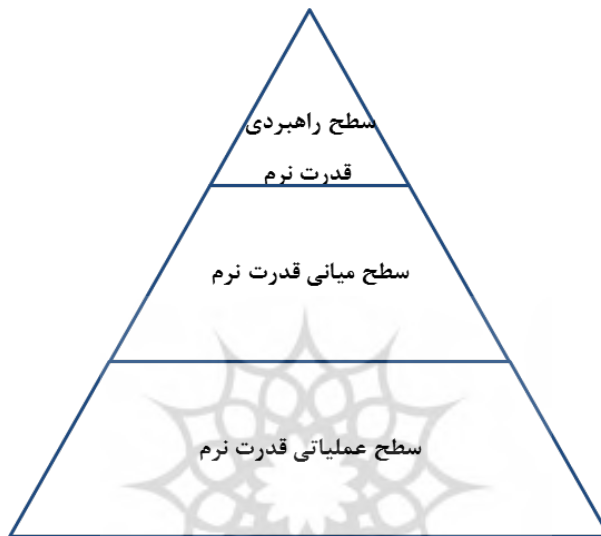 سطح راهبردی
قدرت نرم
سطح میانی قدرت نرم
سطح عملیاتی قدرت نرم